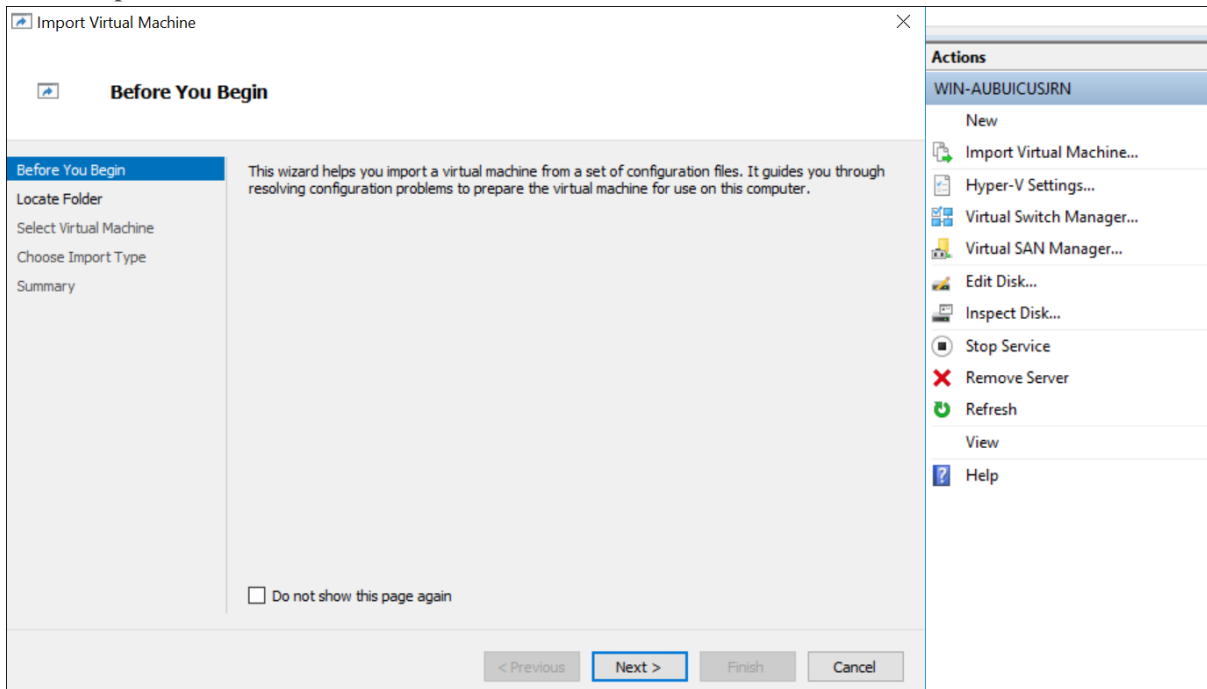 Import Virtual Machine
Before You Begin
Before You Begin
Locate Folder
Select Virtual Machine
Choose Import Type
Summary
This wizard helps you import a virtual machine from a set of configuration files. It guides you through
resolving configuration problems to prepare the virtual machine for use on this computer.
Do not show this page again
< Previous
Next >
Finish
Cancel
Actions
WIN-AUBUICUSJRN
New
Import Virtual Machine...
Hyper-V Settings...
Virtual Switch Manager...
Virtual SAN Manager...
Edit Disk...
Inspect Disk...
Stop Service
Remove Server
Refresh
View
Help